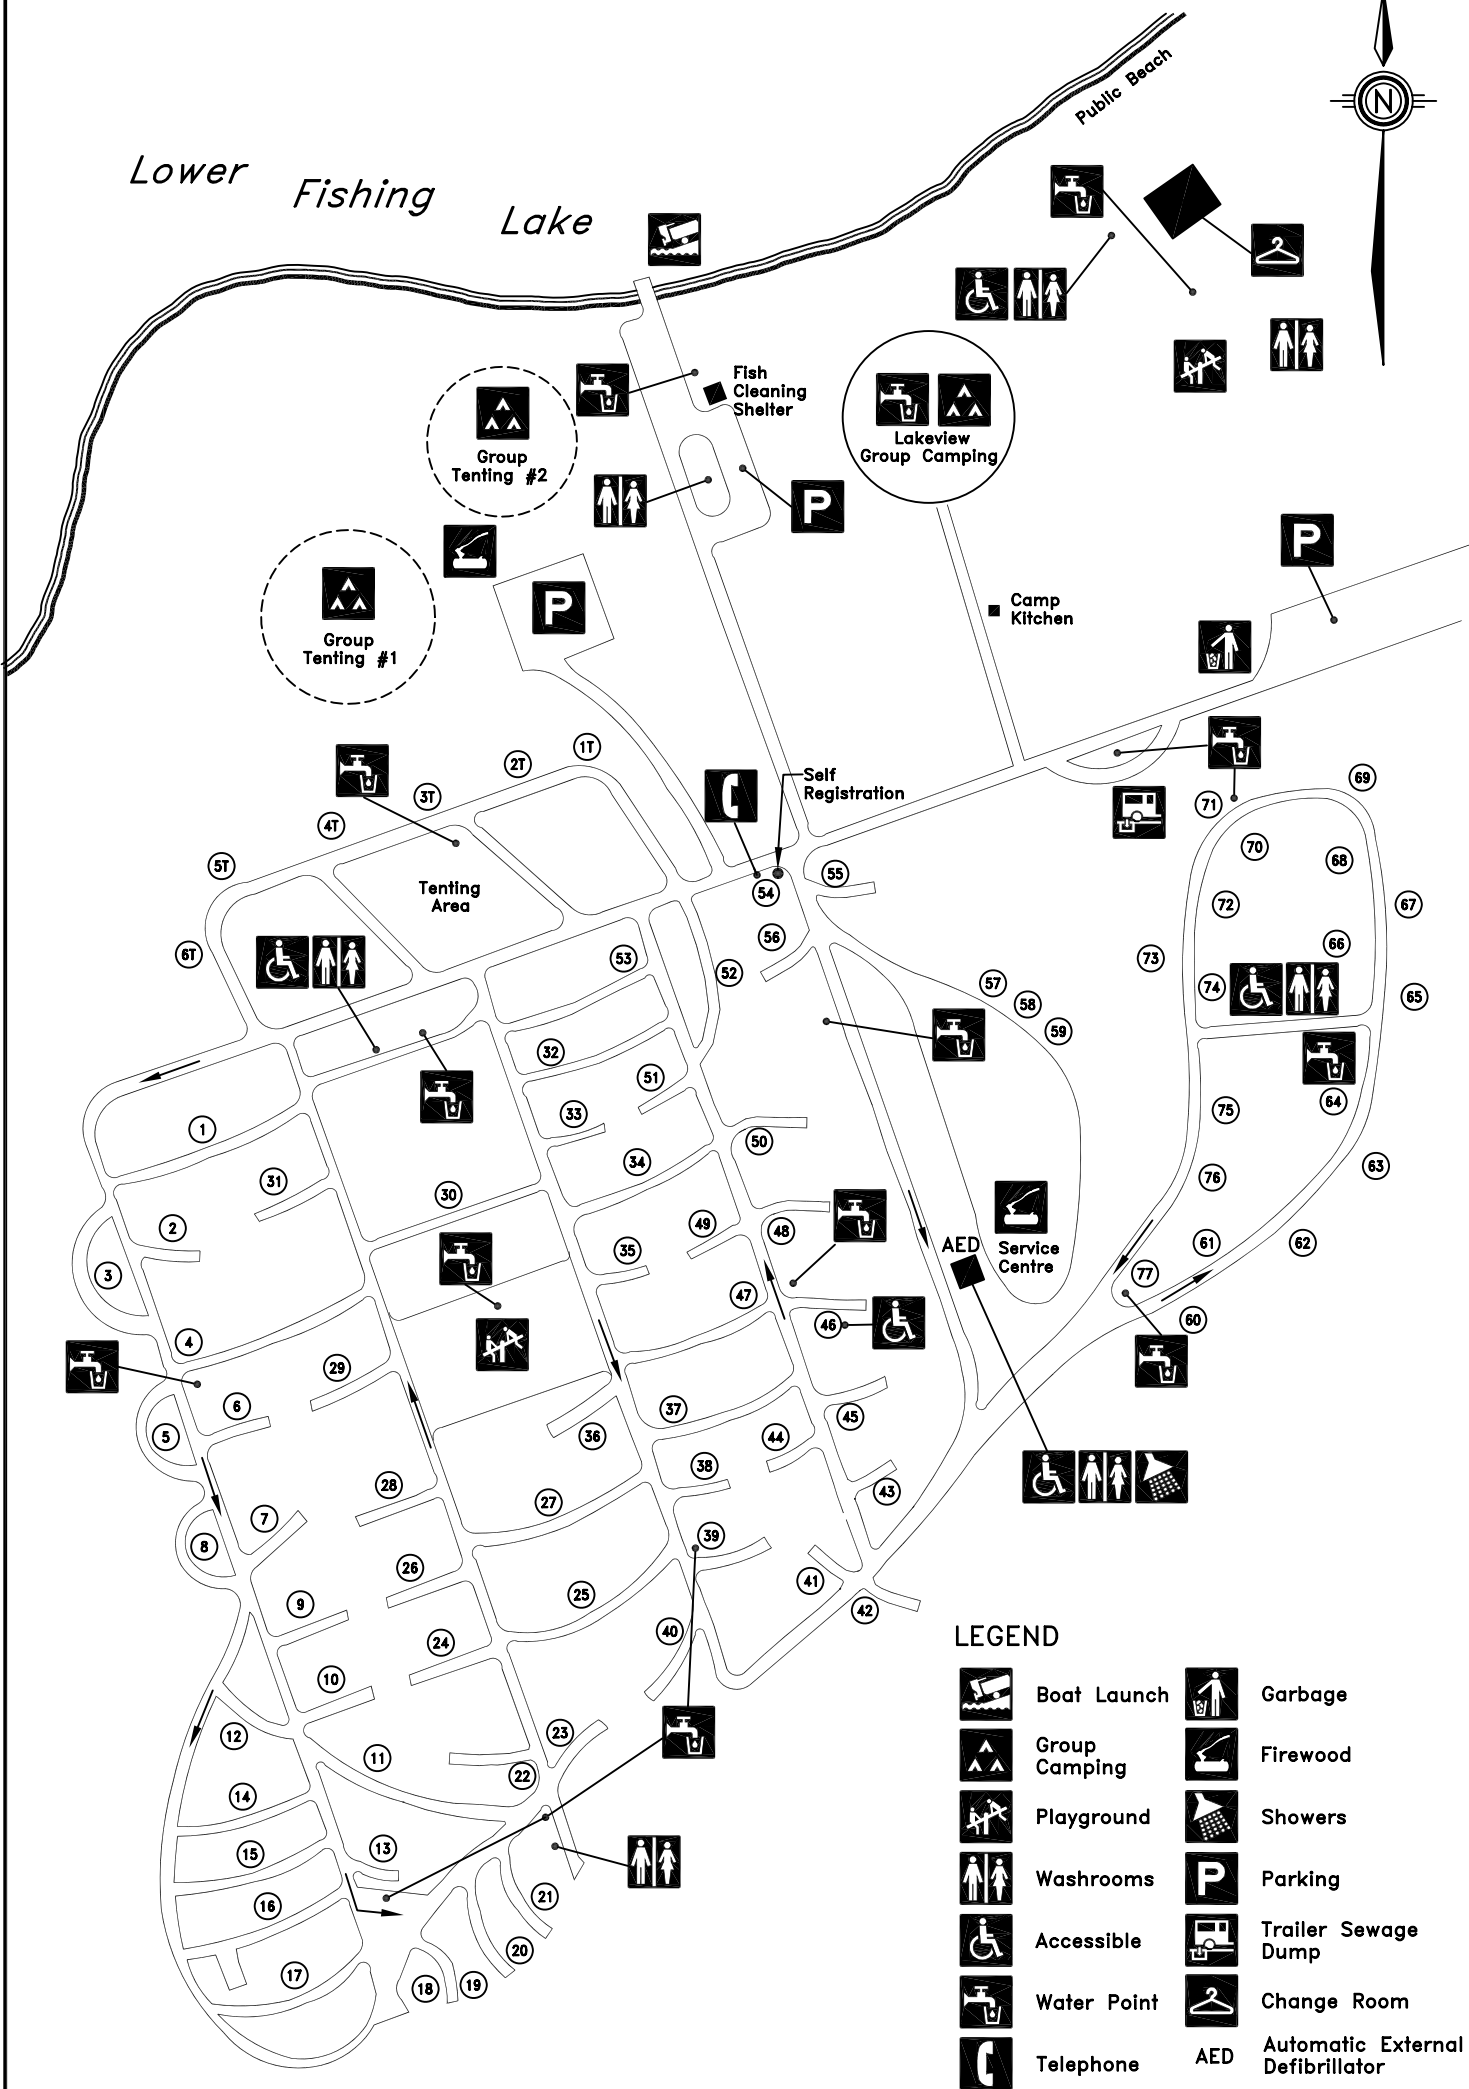 Public Beach
N
Lower Fishing Lake
Fish
Cleaning
Shelter
Lakeview
Group Camping
Group
Tenting #2
P
P
Group
Tenting #1
P
Camp
Kitchen
1T
2T
3T
4T
5T
6T
Self
Registration
Tenting
Area
69
71
70
68
72
67
73
66
74
65
64
75
63
76
61
62
77
60
55
54
56
53
52
57
58
59
32
51
33
50
34
1
31
30
2
49
48
35
3
47
46
AED
Service
Centre
4
29
6
5
37
36
45
44
38
28
43
27
7
8
39
26
41
25
42
9
40
24
10
23
12
11
22
14
13
15
16
21
20
17
18
19
LEGEND
Boat Launch
Garbage
Group
Camping
Firewood
Playground
Showers
Washrooms
P
Parking
Accessible
Trailer Sewage
Dump
Water Point
Change Room
Telephone
AED
Automatic External
Defibrillator